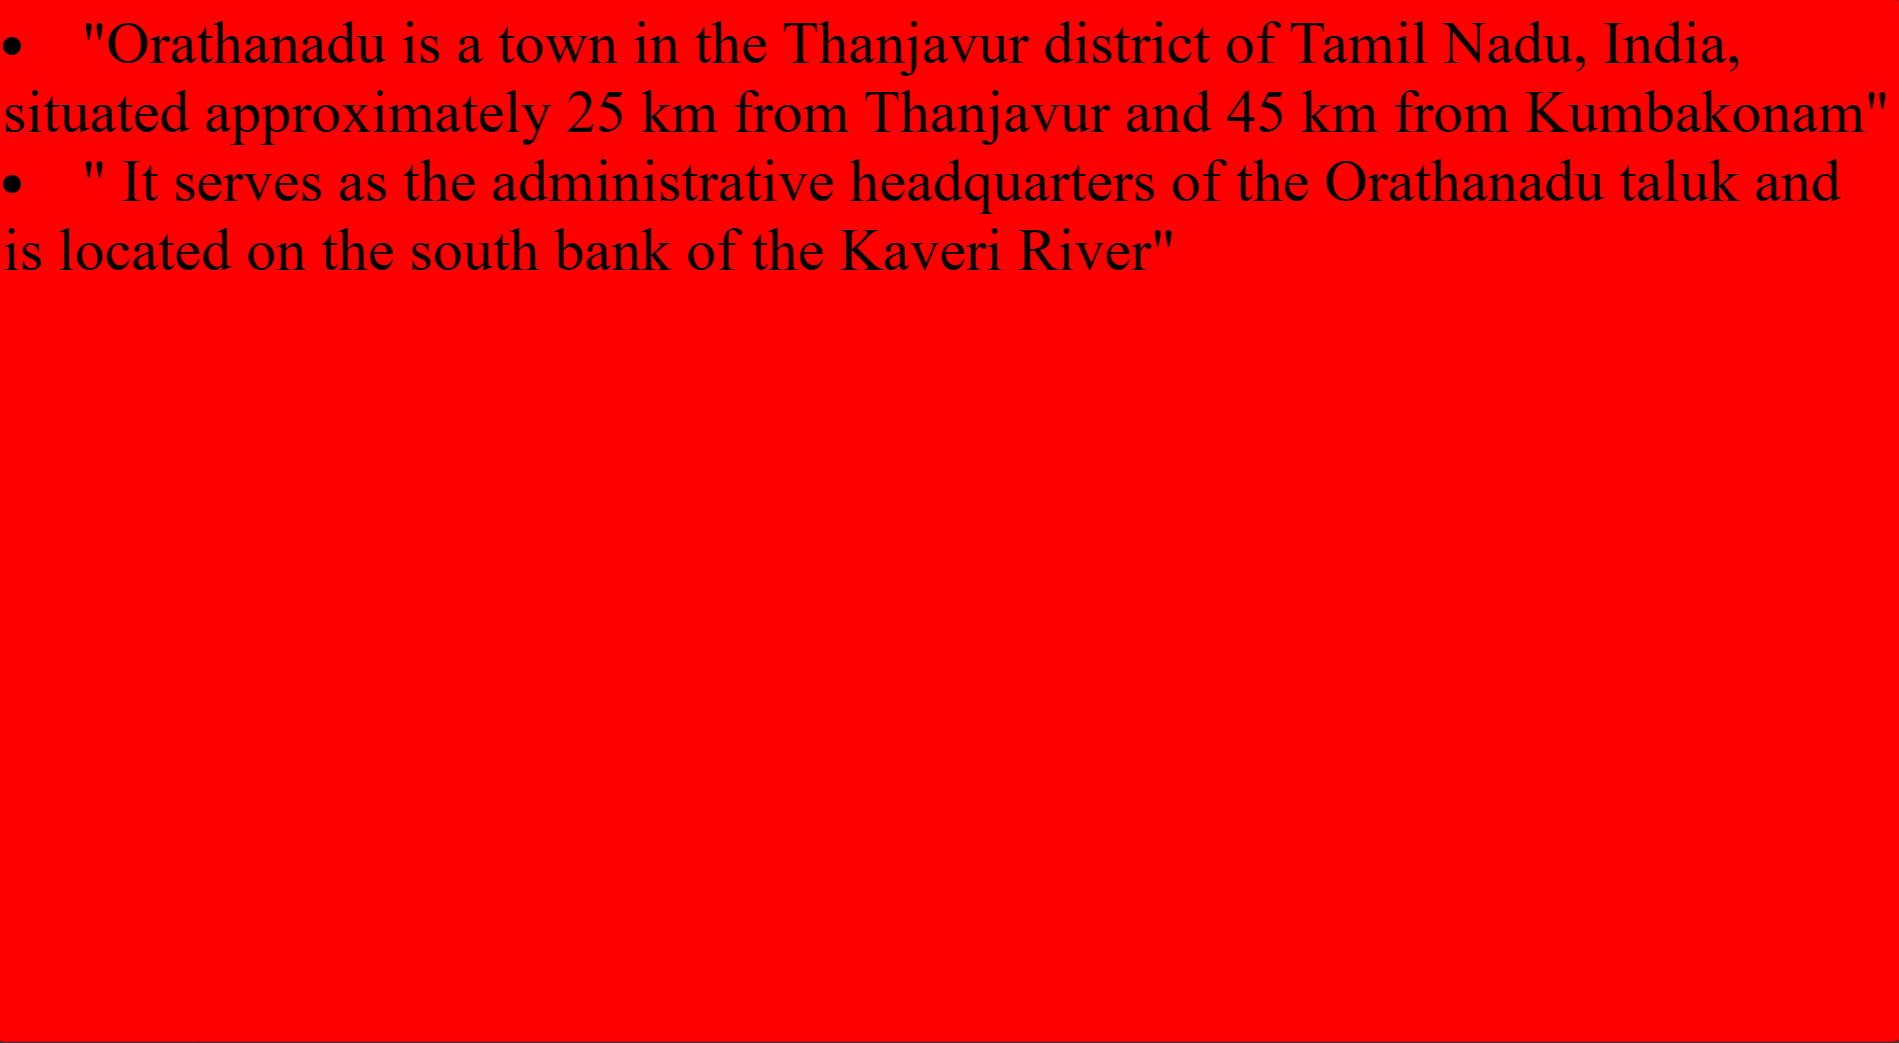 • "Orathanadu is a town in the Thanjavur district of Tamil Nadu, India,
situated approximately 25 km from Thanjavur and 45 km from Kumbakonam"
• " It serves as the administrative headquarters of the Orathanadu taluk and
is located on the south bank of the Kaveri River"